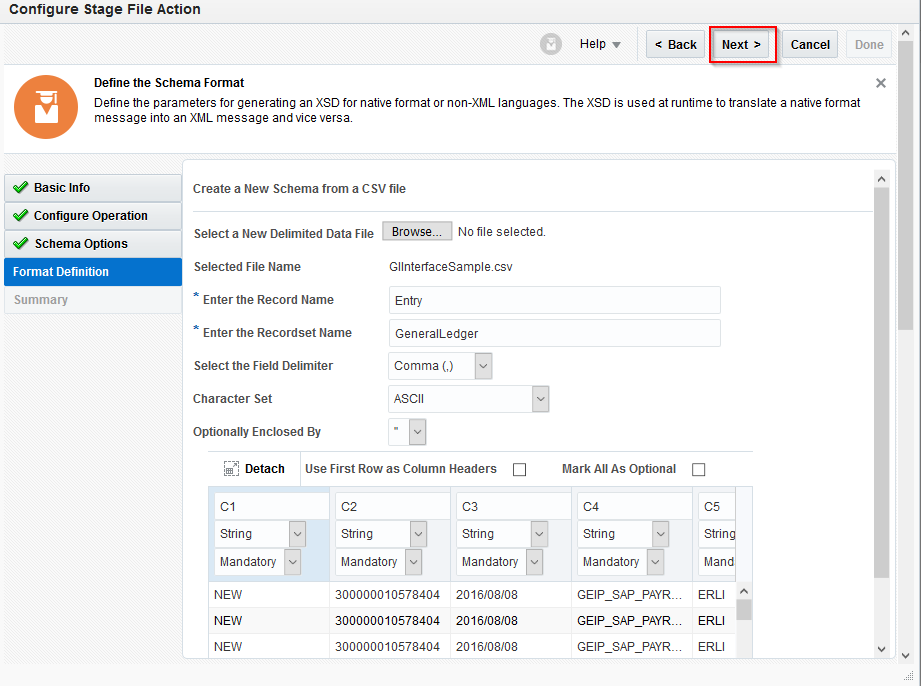 Configure Stage File Action
Help
< Back
Next >
Cancel
Done
Define the Schema Format
Define the parameters for generating an XSD for native format or non-XML languages. The XSD is used at runtime to translate a native format
message into an XML message and vice versa.
Basic Info
Configure Operation
Schema Options
Format Definition
Summary
Create a New Schema from a CSV file
Select a New Delimited Data File Browse... No file selected.
Selected File Name GlInterfaceSample.csv
* Enter the Record Name Entry
* Enter the Recordset Name GeneralLedger
Select the Field Delimiter Comma (,)
Character Set ASCII
Optionally Enclosed By "
Detach Use First Row as Column Headers Mark All As Optional
C1 C2 C3 C4 C5
String String String String String
Mandatory Mandatory Mandatory Mandatory Mand
NEW 300000010578404 2016/08/08 GEIP_SAP_PAYR... ERLI
NEW 300000010578404 2016/08/08 GEIP_SAP_PAYR... ERLI
NEW 300000010578404 2016/08/08 GEIP_SAP_PAYR... ERLI